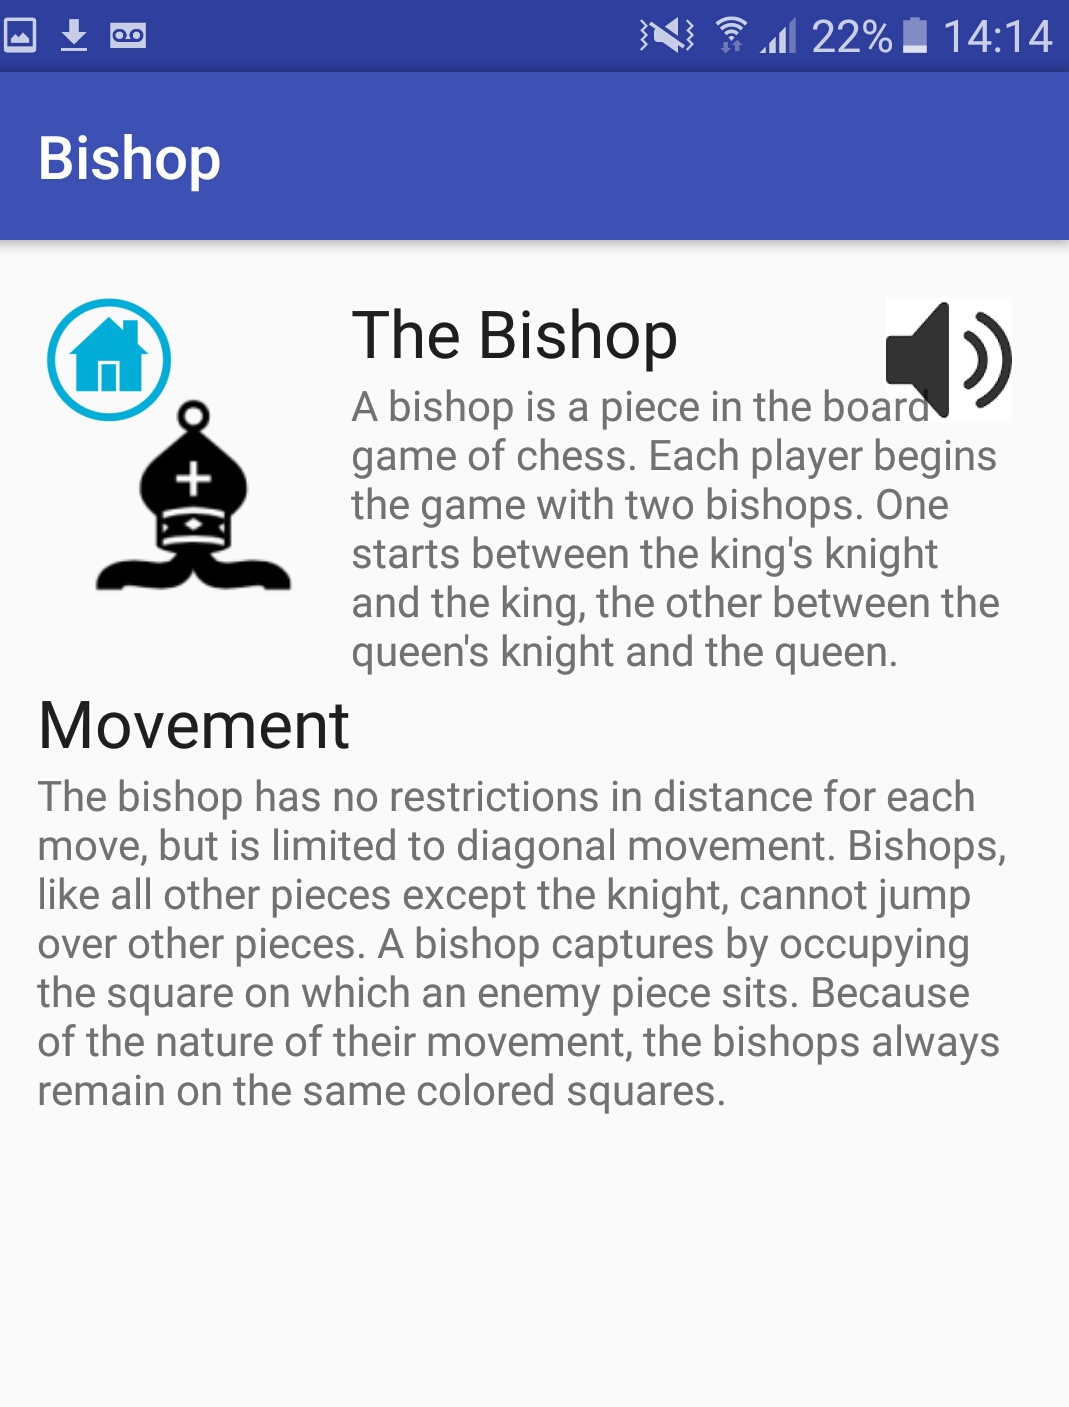 22% 14:14
Bishop
The Bishop
A bishop is a piece in the board
game of chess. Each player begins
the game with two bishops. One
starts between the king's knight
and the king, the other between the
queen's knight and the queen.
Movement
The bishop has no restrictions in distance for each
move, but is limited to diagonal movement. Bishops,
like all other pieces except the knight, cannot jump
over other pieces. A bishop captures by occupying
the square on which an enemy piece sits. Because
of the nature of their movement, the bishops always
remain on the same colored squares.